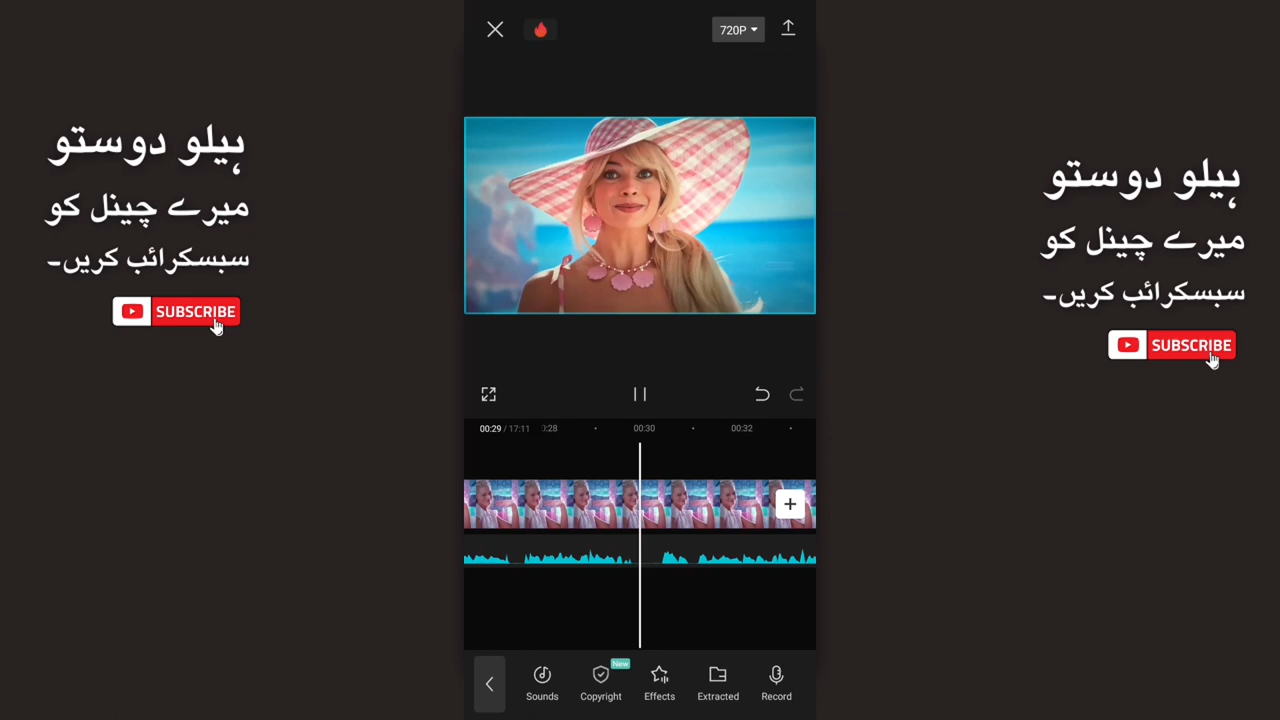 720P
ہیلو دوستو
میرے چینل کو
سبسکرائب کریں۔
SUBSCRIBE
ہیلو دوستو
میرے چینل کو
سبسکرائب کریں۔
SUBSCRIBE
00:29 / 17:11 0:28 00:30 00:32
New
Sounds Copyright Effects Extracted Record